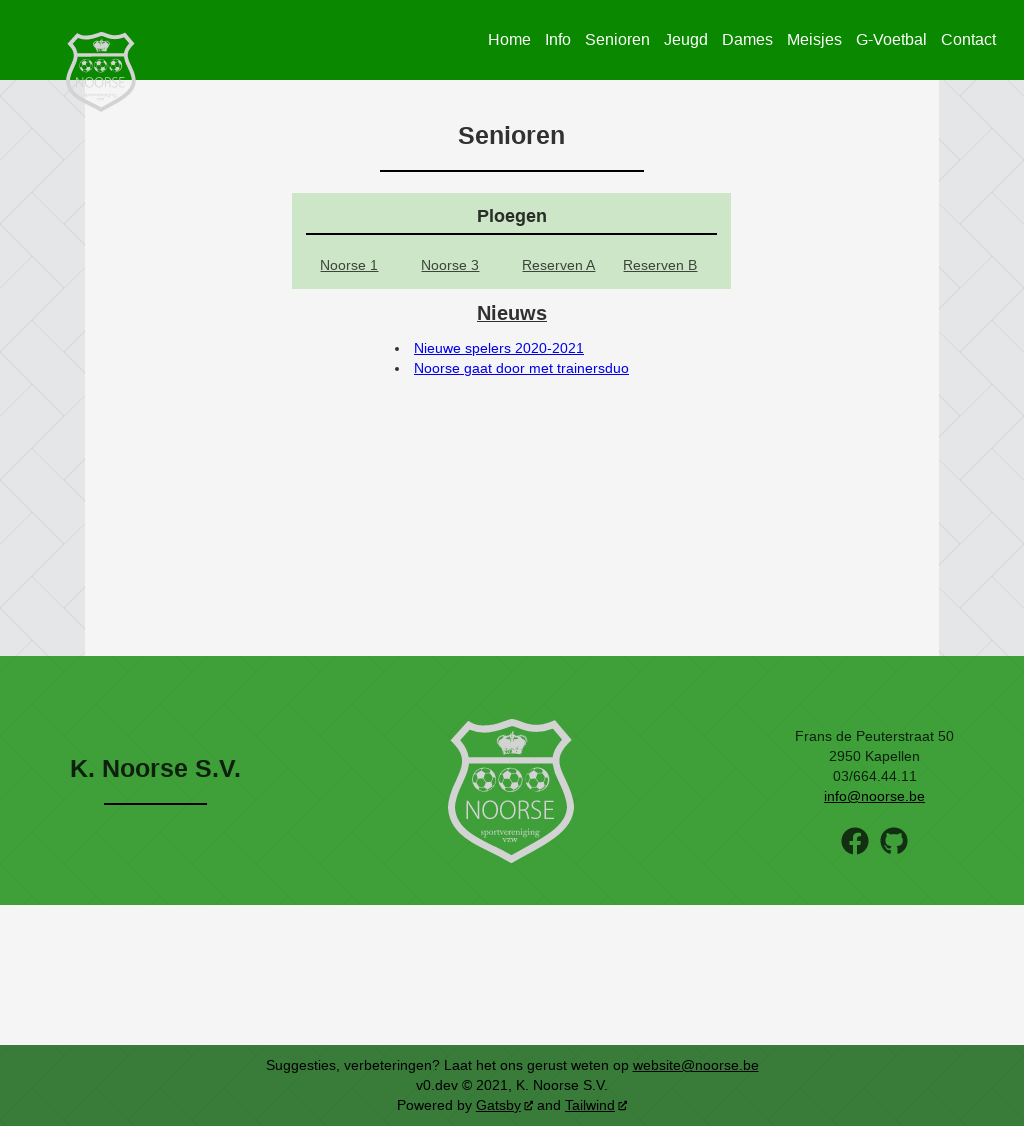 NOORSE
Home Info Senioren Jeugd Dames Meisjes G-Voetbal Contact
Senioren
Ploegen
Noorse 1 Noorse 3 Reserven A Reserven B
Nieuws
Nieuwe spelers 2020-2021
Noorse gaat door met trainersduo
K. Noorse S.V.
NOORSE
sportvereniging
vzw
Frans de Peuterstraat 50
2950 Kapellen
03/664.44.11
info@noorse.be
Suggesties, verbeteringen? Laat het ons gerust weten op website@noorse.be
v0.dev © 2021, K. Noorse S.V.
Powered by Gatsby and Tailwind